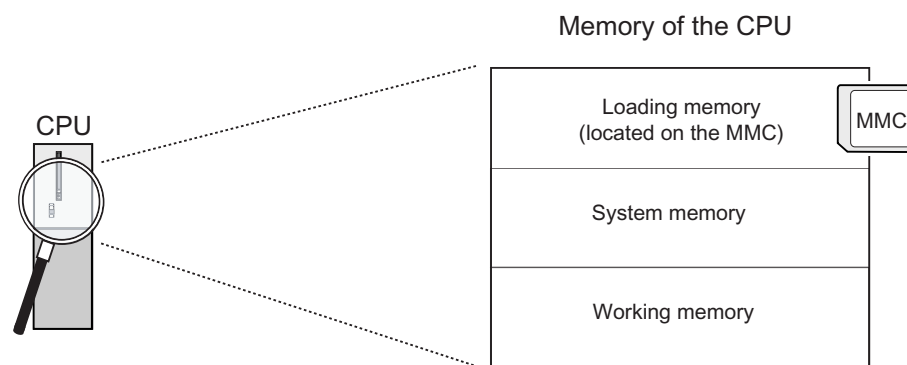 Memory of the CPU
CPU
Loading memory
(located on the MMC)
MMC
System memory
Working memory